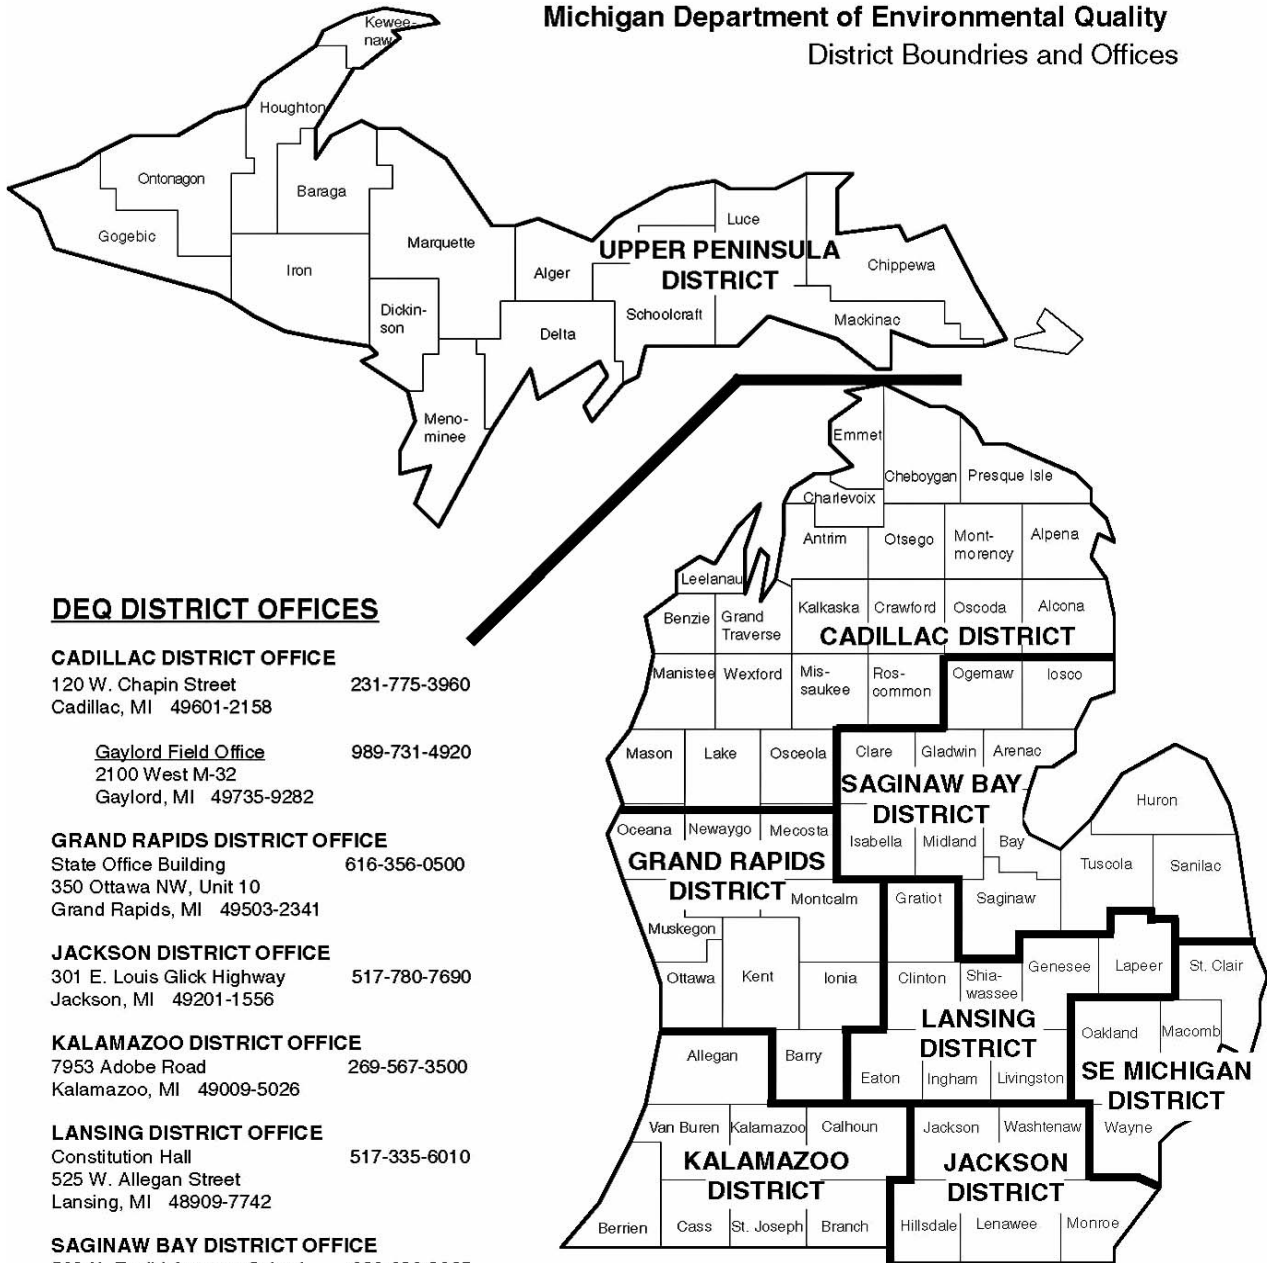 Michigan Department of Environmental Quality
District Boundries and Offices
Kewee-
naw
Houghton
Ontonagon
Baraga
Gogebic
Iron
Marquette
Dickin-
son
Meno-
minee
Alger
Delta
Schoolcraft
Luce
UPPER PENINSULA
DISTRICT
Chippewa
Mackinac
Emmet
Cheboygan
Presque Isle
Charlevoix
Antrim
Otsego
Mont-
morency
Alpena
Leelanau
Benzie
Grand
Traverse
Kalkaska
Crawford
Oscoda
Alcona
CADILLAC DISTRICT
Manistee
Wexford
Mis-
saukee
Ros-
common
Ogemaw
Iosco
Mason
Lake
Osceola
Clare
Gladwin
Arenac
SAGINAW BAY
DISTRICT
Huron
Oceana
Newaygo
Mecosta
Isabella
Midland
Bay
Tuscola
Sanilac
GRAND RAPIDS
DISTRICT
Montcalm
Gratiot
Saginaw
Muskegon
Ottawa
Kent
Ionia
Clinton
Shia-
wassee
Genesee
Lapeer
St. Clair
LANSING
DISTRICT
Oakland
Macomb
Allegan
Barry
Eaton
Ingham
Livingston
SE MICHIGAN
DISTRICT
Van Buren
Kalamazoo
Calhoun
Jackson
Washtenaw
Wayne
KALAMAZOO
DISTRICT
JACKSON
DISTRICT
Berrien
Cass
St. Joseph
Branch
Hillsdale
Lenawee
Monroe
DEQ DISTRICT OFFICES
CADILLAC DISTRICT OFFICE
120 W. Chapin Street 231-775-3960
Cadillac, MI 49601-2158
Gaylord Field Office 989-731-4920
2100 West M-32
Gaylord, MI 49735-9282
GRAND RAPIDS DISTRICT OFFICE
State Office Building 616-356-0500
350 Ottawa NW, Unit 10
Grand Rapids, MI 49503-2341
JACKSON DISTRICT OFFICE
301 E. Louis Glick Highway 517-780-7690
Jackson, MI 49201-1556
KALAMAZOO DISTRICT OFFICE
7953 Adobe Road 269-567-3500
Kalamazoo, MI 49009-5026
LANSING DISTRICT OFFICE
Constitution Hall 517-335-6010
525 W. Allegan Street
Lansing, MI 48909-7742
SAGINAW BAY DISTRICT OFFICE